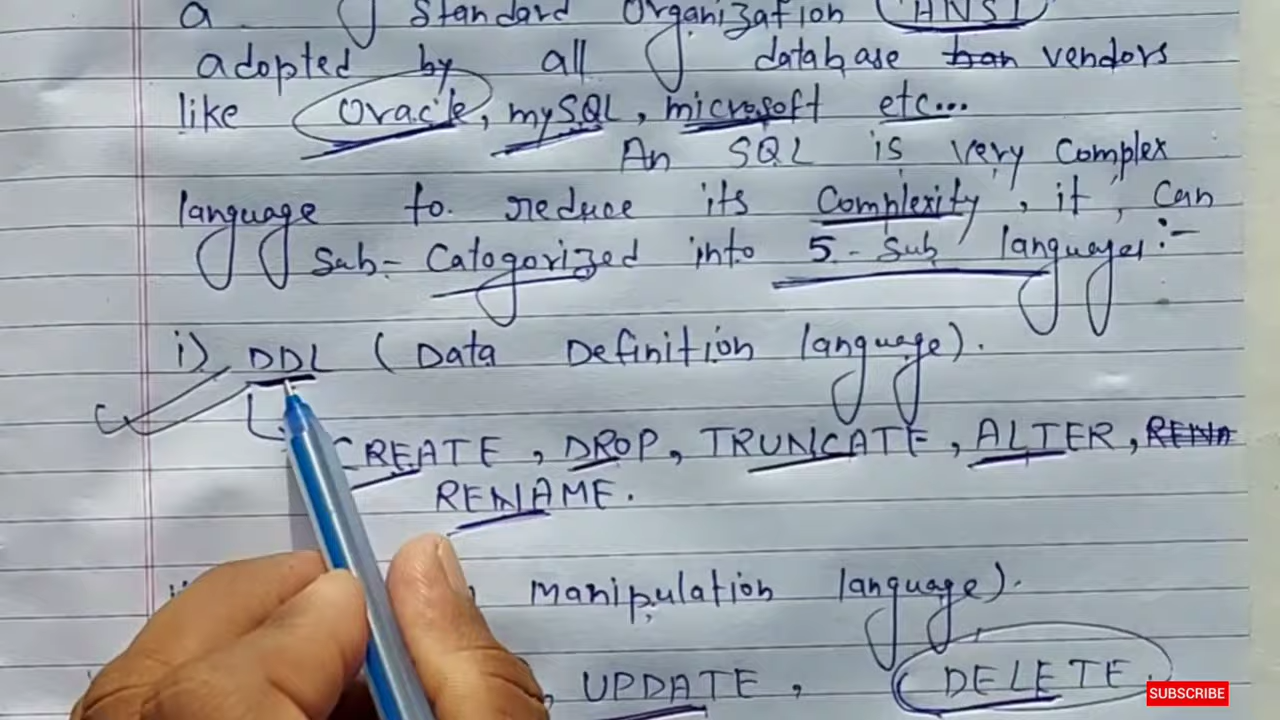 a Standard Organization (ANSI)
adopted by all database vendors
like Oracle, mySQL, microsoft etc...
An SQL is very Complex
language to reduce its Complexity, it, Can
Sub-Catogorized into 5-Sub languages:-
i) DDL (Data Definition language).
CREATE, DROP, TRUNCATE, ALTER,
RENAME.
manipulation language).
, UPDATE, DELETE.
SUBSCRIBE